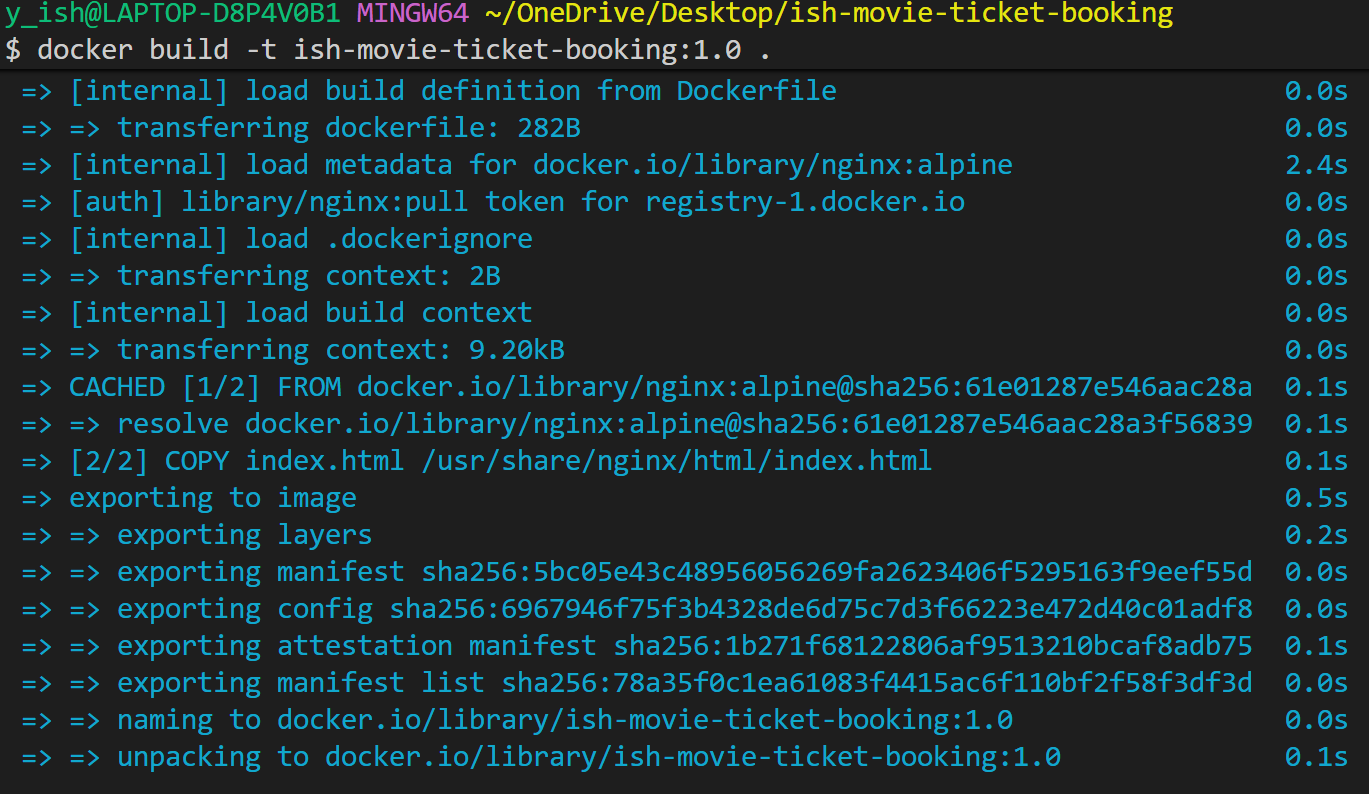 y_ish@LAPTOP-D8P4V0B1 MINGW64 ~/OneDrive/Desktop/ish-movie-ticket-booking
$ docker build -t ish-movie-ticket-booking:1.0 .
=> [internal] load build definition from Dockerfile 0.0s
=> => transferring dockerfile: 282B 0.0s
=> [internal] load metadata for docker.io/library/nginx:alpine 2.4s
=> [auth] library/nginx:pull token for registry-1.docker.io 0.0s
=> [internal] load .dockerignore 0.0s
=> => transferring context: 2B 0.0s
=> [internal] load build context 0.0s
=> => transferring context: 9.20kB 0.0s
=> CACHED [1/2] FROM docker.io/library/nginx:alpine@sha256:61e01287e546aac28a 0.1s
=> => resolve docker.io/library/nginx:alpine@sha256:61e01287e546aac28a3f56839 0.1s
=> [2/2] COPY index.html /usr/share/nginx/html/index.html 0.1s
=> exporting to image 0.5s
=> => exporting layers 0.2s
=> => exporting manifest sha256:5bc05e43c48956056269fa2623406f5295163f9eef55d 0.0s
=> => exporting config sha256:6967946f75f3b4328de6d75c7d3f66223e472d40c01adf8 0.0s
=> => exporting attestation manifest sha256:1b271f68122806af9513210bcaf8adb75 0.1s
=> => exporting manifest list sha256:78a35f0c1ea61083f4415ac6f110bf2f58f3df3d 0.0s
=> => naming to docker.io/library/ish-movie-ticket-booking:1.0 0.0s
=> => unpacking to docker.io/library/ish-movie-ticket-booking:1.0 0.1s